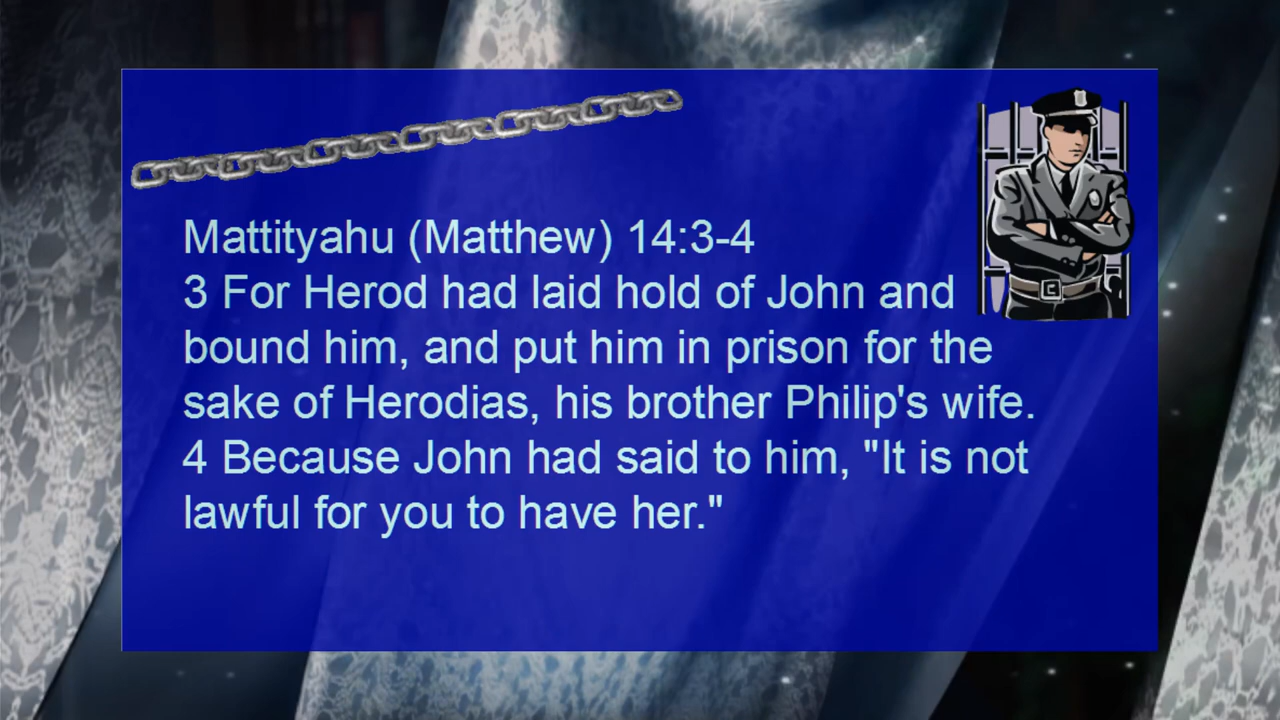 Mattityahu (Matthew) 14:3-4
3 For Herod had laid hold of John and
bound him, and put him in prison for the
sake of Herodias, his brother Philip's wife.
4 Because John had said to him, "It is not
lawful for you to have her."